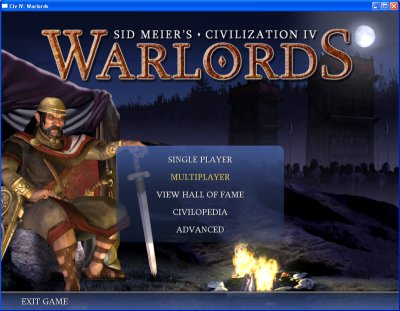 Civ IV: Warlords
SID MEIER'S • CIVILIZATION IV
WARLORDS
SINGLE PLAYER
MULTIPLAYER
VIEW HALL OF FAME
CIVILOPEDIA
ADVANCED
EXIT GAME